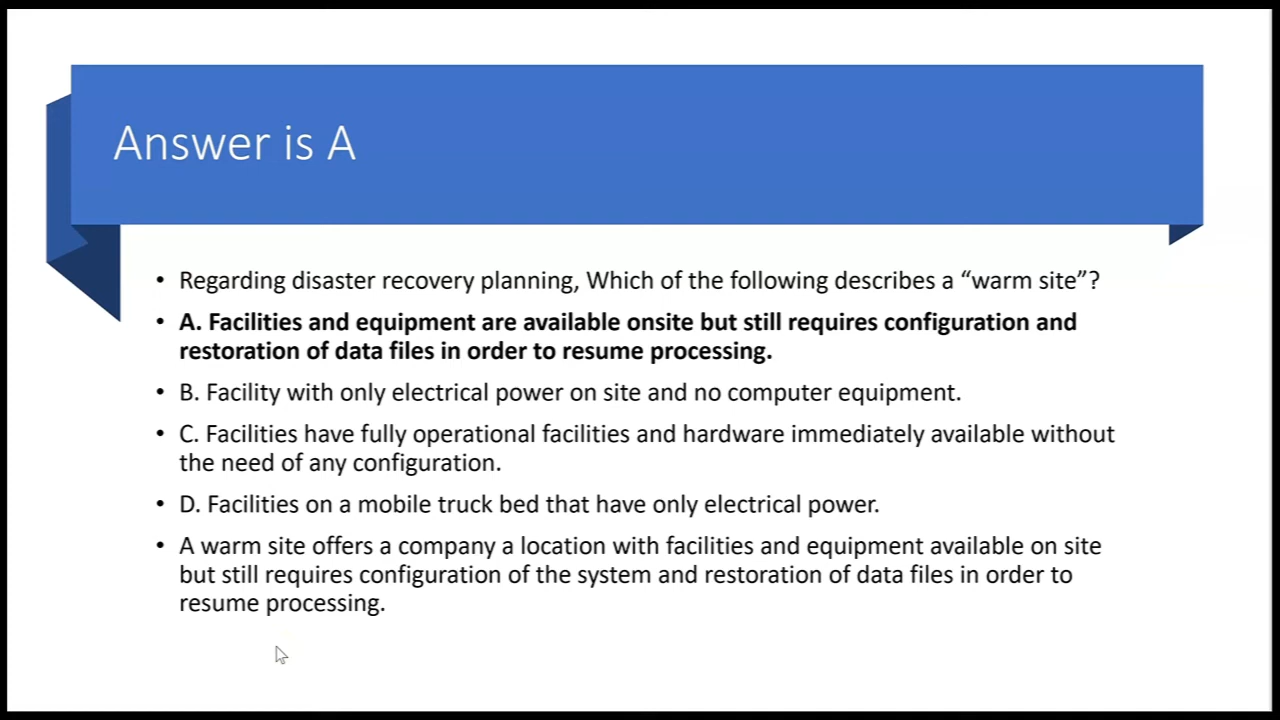 Answer is A
• Regarding disaster recovery planning, Which of the following describes a “warm site”?
• A. Facilities and equipment are available onsite but still requires configuration and
restoration of data files in order to resume processing.
• B. Facility with only electrical power on site and no computer equipment.
• C. Facilities have fully operational facilities and hardware immediately available without
the need of any configuration.
• D. Facilities on a mobile truck bed that have only electrical power.
• A warm site offers a company a location with facilities and equipment available on site
but still requires configuration of the system and restoration of data files in order to
resume processing.